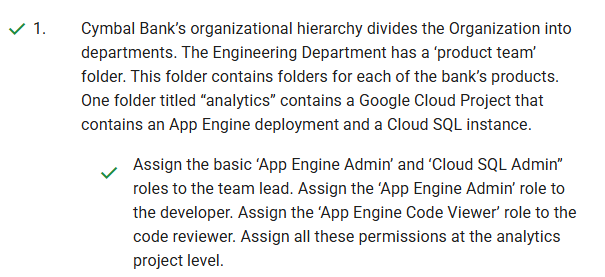 1. Cymbal Bank’s organizational hierarchy divides the Organization into
departments. The Engineering Department has a ‘product team’
folder. This folder contains folders for each of the bank’s products.
One folder titled “analytics” contains a Google Cloud Project that
contains an App Engine deployment and a Cloud SQL instance.
Assign the basic ‘App Engine Admin’ and ‘Cloud SQL Admin”
roles to the team lead. Assign the ‘App Engine Admin’ role to
the developer. Assign the ‘App Engine Code Viewer’ role to the
code reviewer. Assign all these permissions at the analytics
project level.